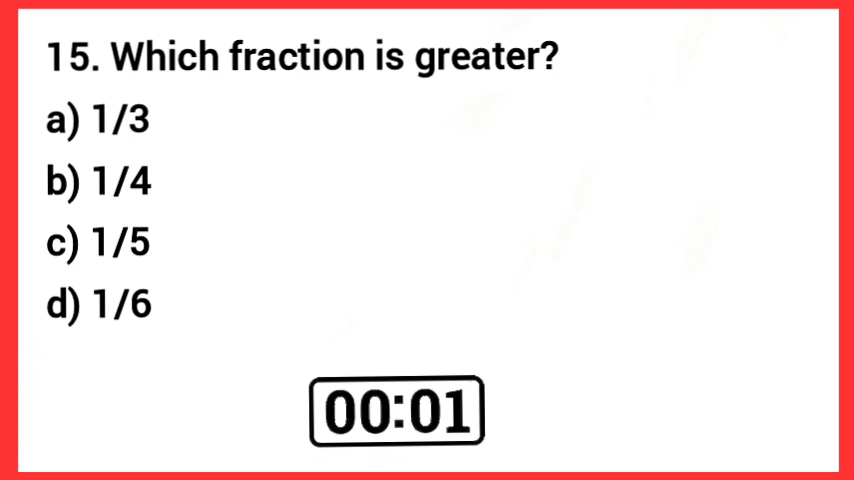 15. Which fraction is greater?
a) 1/3
b) 1/4
c) 1/5
d) 1/6
00:01